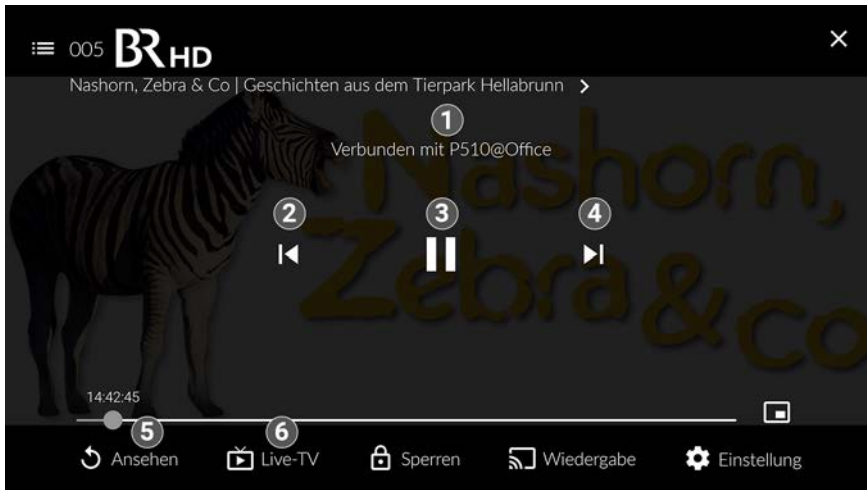 005 BR HD
Nashorn, Zebra & Co | Geschichten aus dem Tierpark Hellabrunn
1
Verbunden mit P510@Office
Nashorn,
2 3 4
Zebra
& Co
14:42:45
5 6
Ansehen Live-TV Sperren Wiedergabe Einstellung